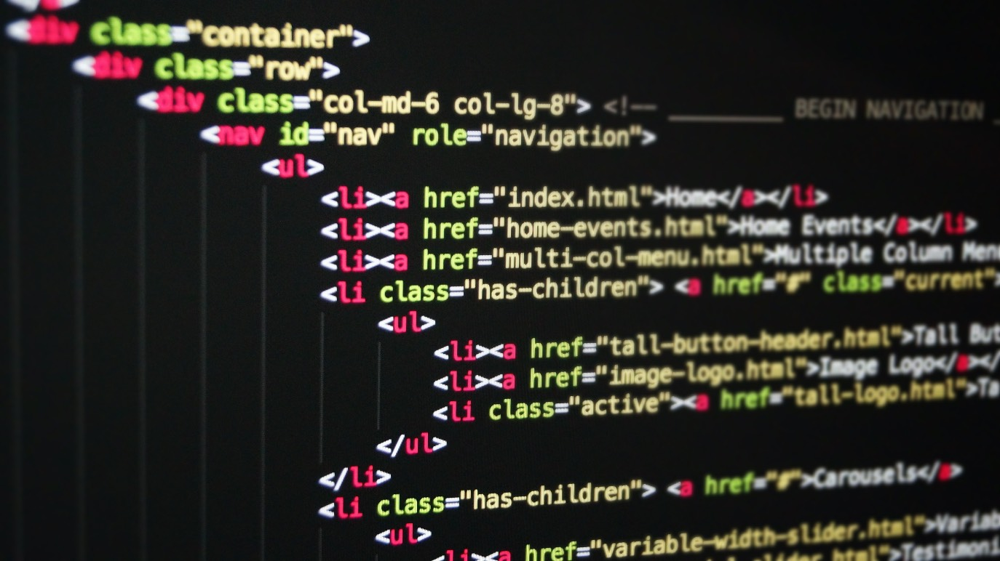 <div class="container">
<div class="row">
<div class="col-md-6 col-lg-8"> <!-- _________ BEGIN NAVIGATION _
<nav id="nav" role="navigation">
<ul>
<li><a href="index.html">Home</a></li>
<li><a href="home-events.html">Home Events</a></li>
<li><a href="multi-col-menu.html">Multiple Column Menu
<li class="has-children"> <a href="#" class="current">
<ul>
<li><a href="tall-button-header.html">Tall But
<li><a href="image-logo.html">Image Logo</a></
<li class="active"><a href="tall-logo.html">Ta
</ul>
</li>
<li class="has-children"> <a href="#">Carousels</a>
<ul>
<li><a href="variable-width-slider.html">Variab
slider.html">Testimoni